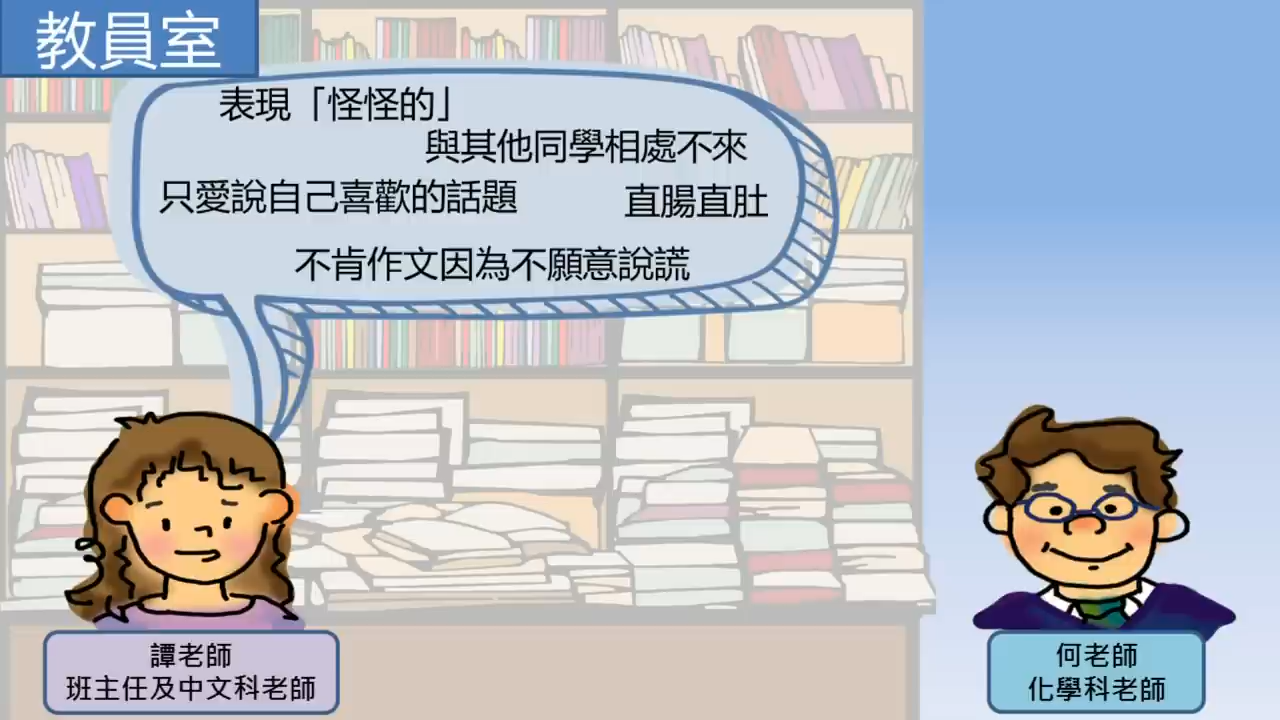 教員室
表現「怪怪的」
與其他同學相處不來
只愛說自己喜歡的話題
直腸直肚
不肯作文因為不願意說謊
譚老師
班主任及中文科老師
何老師
化學科老師